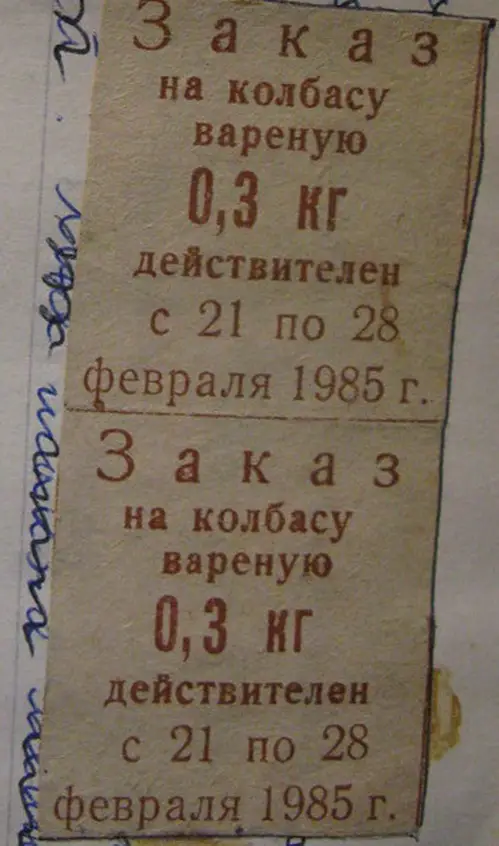 Заказ
на колбасу
вареную
0,3 кг
действителен
с 21 по 28
февраля 1985 г.
Заказ
на колбасу
вареную
0,3 кг
действителен
с 21 по 28
февраля 1985 г.